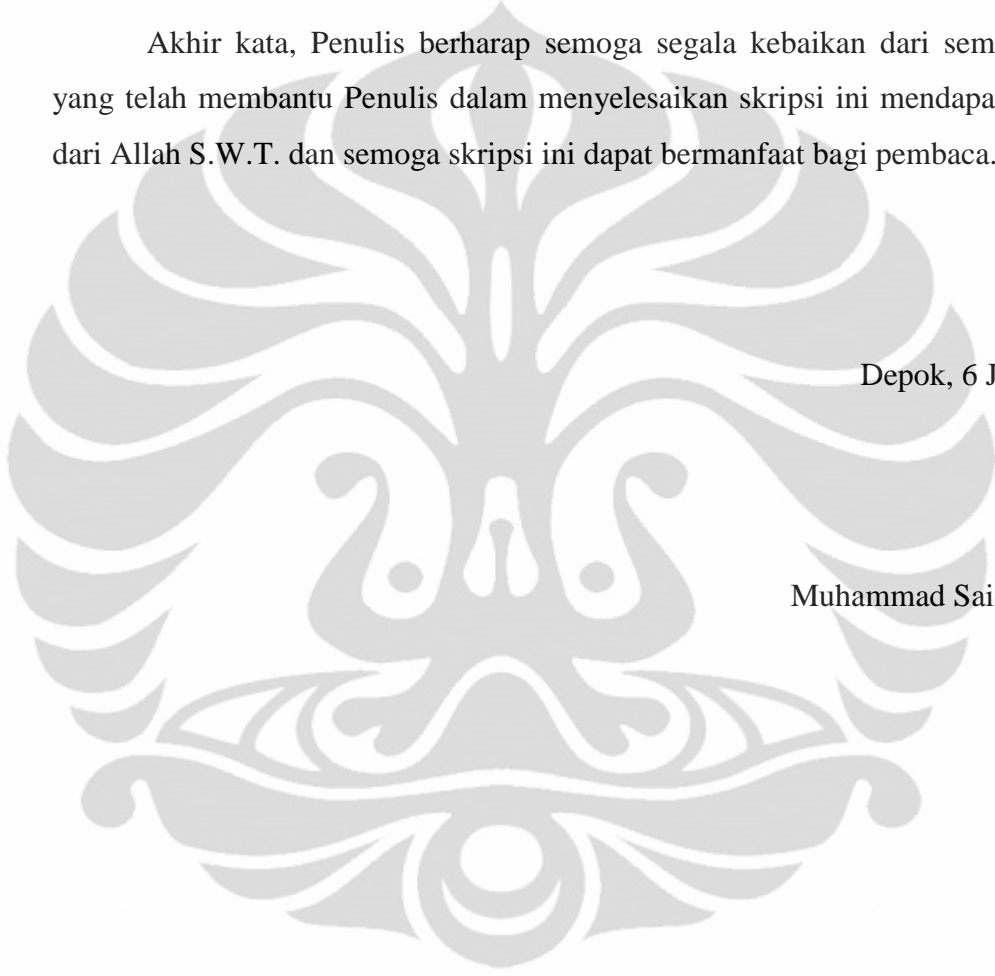 Akhir kata, Penulis berharap semoga segala kebaikan dari sem
yang telah membantu Penulis dalam menyelesaikan skripsi ini mendapa
dari Allah S.W.T. dan semoga skripsi ini dapat bermanfaat bagi pembaca.
Depok, 6 J
Muhammad Sai